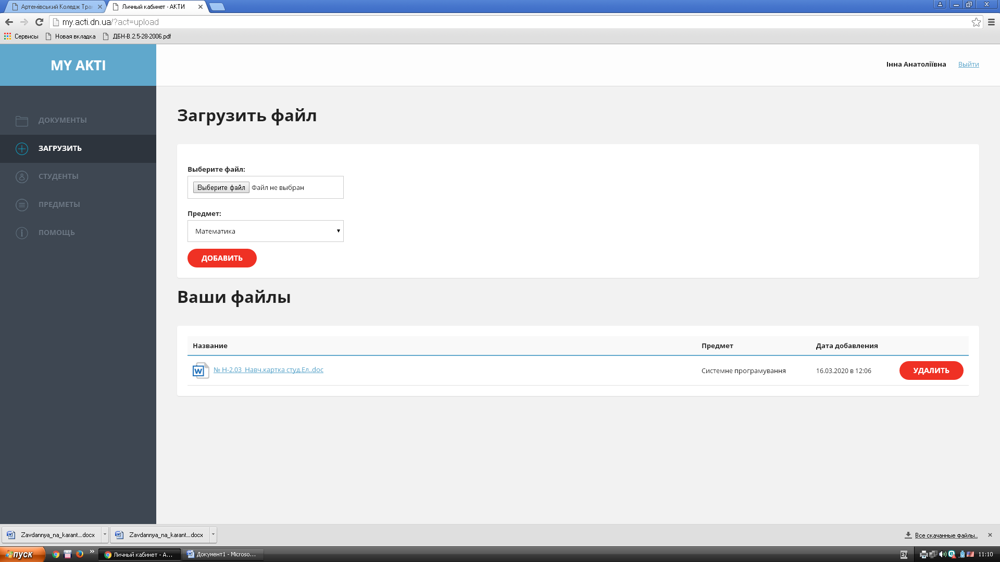 Артемівський Коледж Тра
Личный кабинет - АКТИ
my.acti.dn.ua/?act=upload
Сервисы
Новая вкладка
ДБН-В.2.5-28-2006.pdf
MY AKTI
Інна Анатоліївна
Выйти
ДОКУМЕНТЫ
ЗАГРУЗИТЬ
СТУДЕНТЫ
ПРЕДМЕТЫ
ПОМОЩЬ
Загрузить файл
Выберите файл:
Выберите файл Файл не выбран
Предмет:
Математика
ДОБАВИТЬ
Ваши файлы
Название Предмет Дата добавления
№ Н-2.03_Навч.картка студ.Ел..doc Системне програмування 16.03.2020 в 12:06 УДАЛИТЬ
Zavdannya_na_karant....docx
Zavdannya_na_karant....docx
Все скачанные файлы...
пуск
Личный кабинет - А...
Документ1 - Microso...
EN
11:10